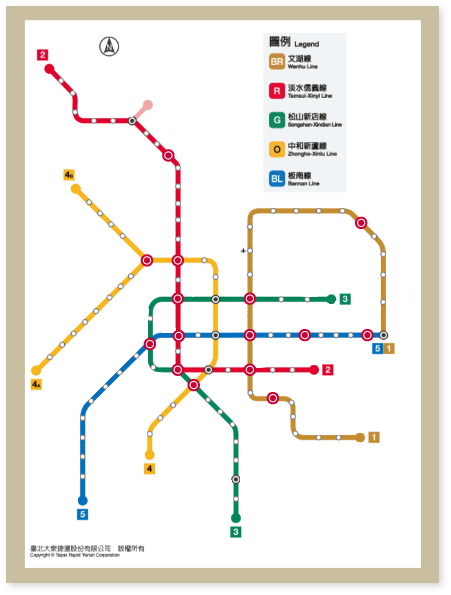 圖例 Legend
BR 文湖線
Wenhu Line
R 淡水信義線
Tamsui-Xinyi Line
G 松山新店線
Songshan-Xindian Line
O 中和新蘆線
Zhonghe-Xinlu Line
BL 板南線
Bannan Line
N
2
4B
3
5 1
2
4A
1
4
5
3
臺北大眾捷運股份有限公司 版權所有
Copyright © Taipei Rapid Transit Corporation